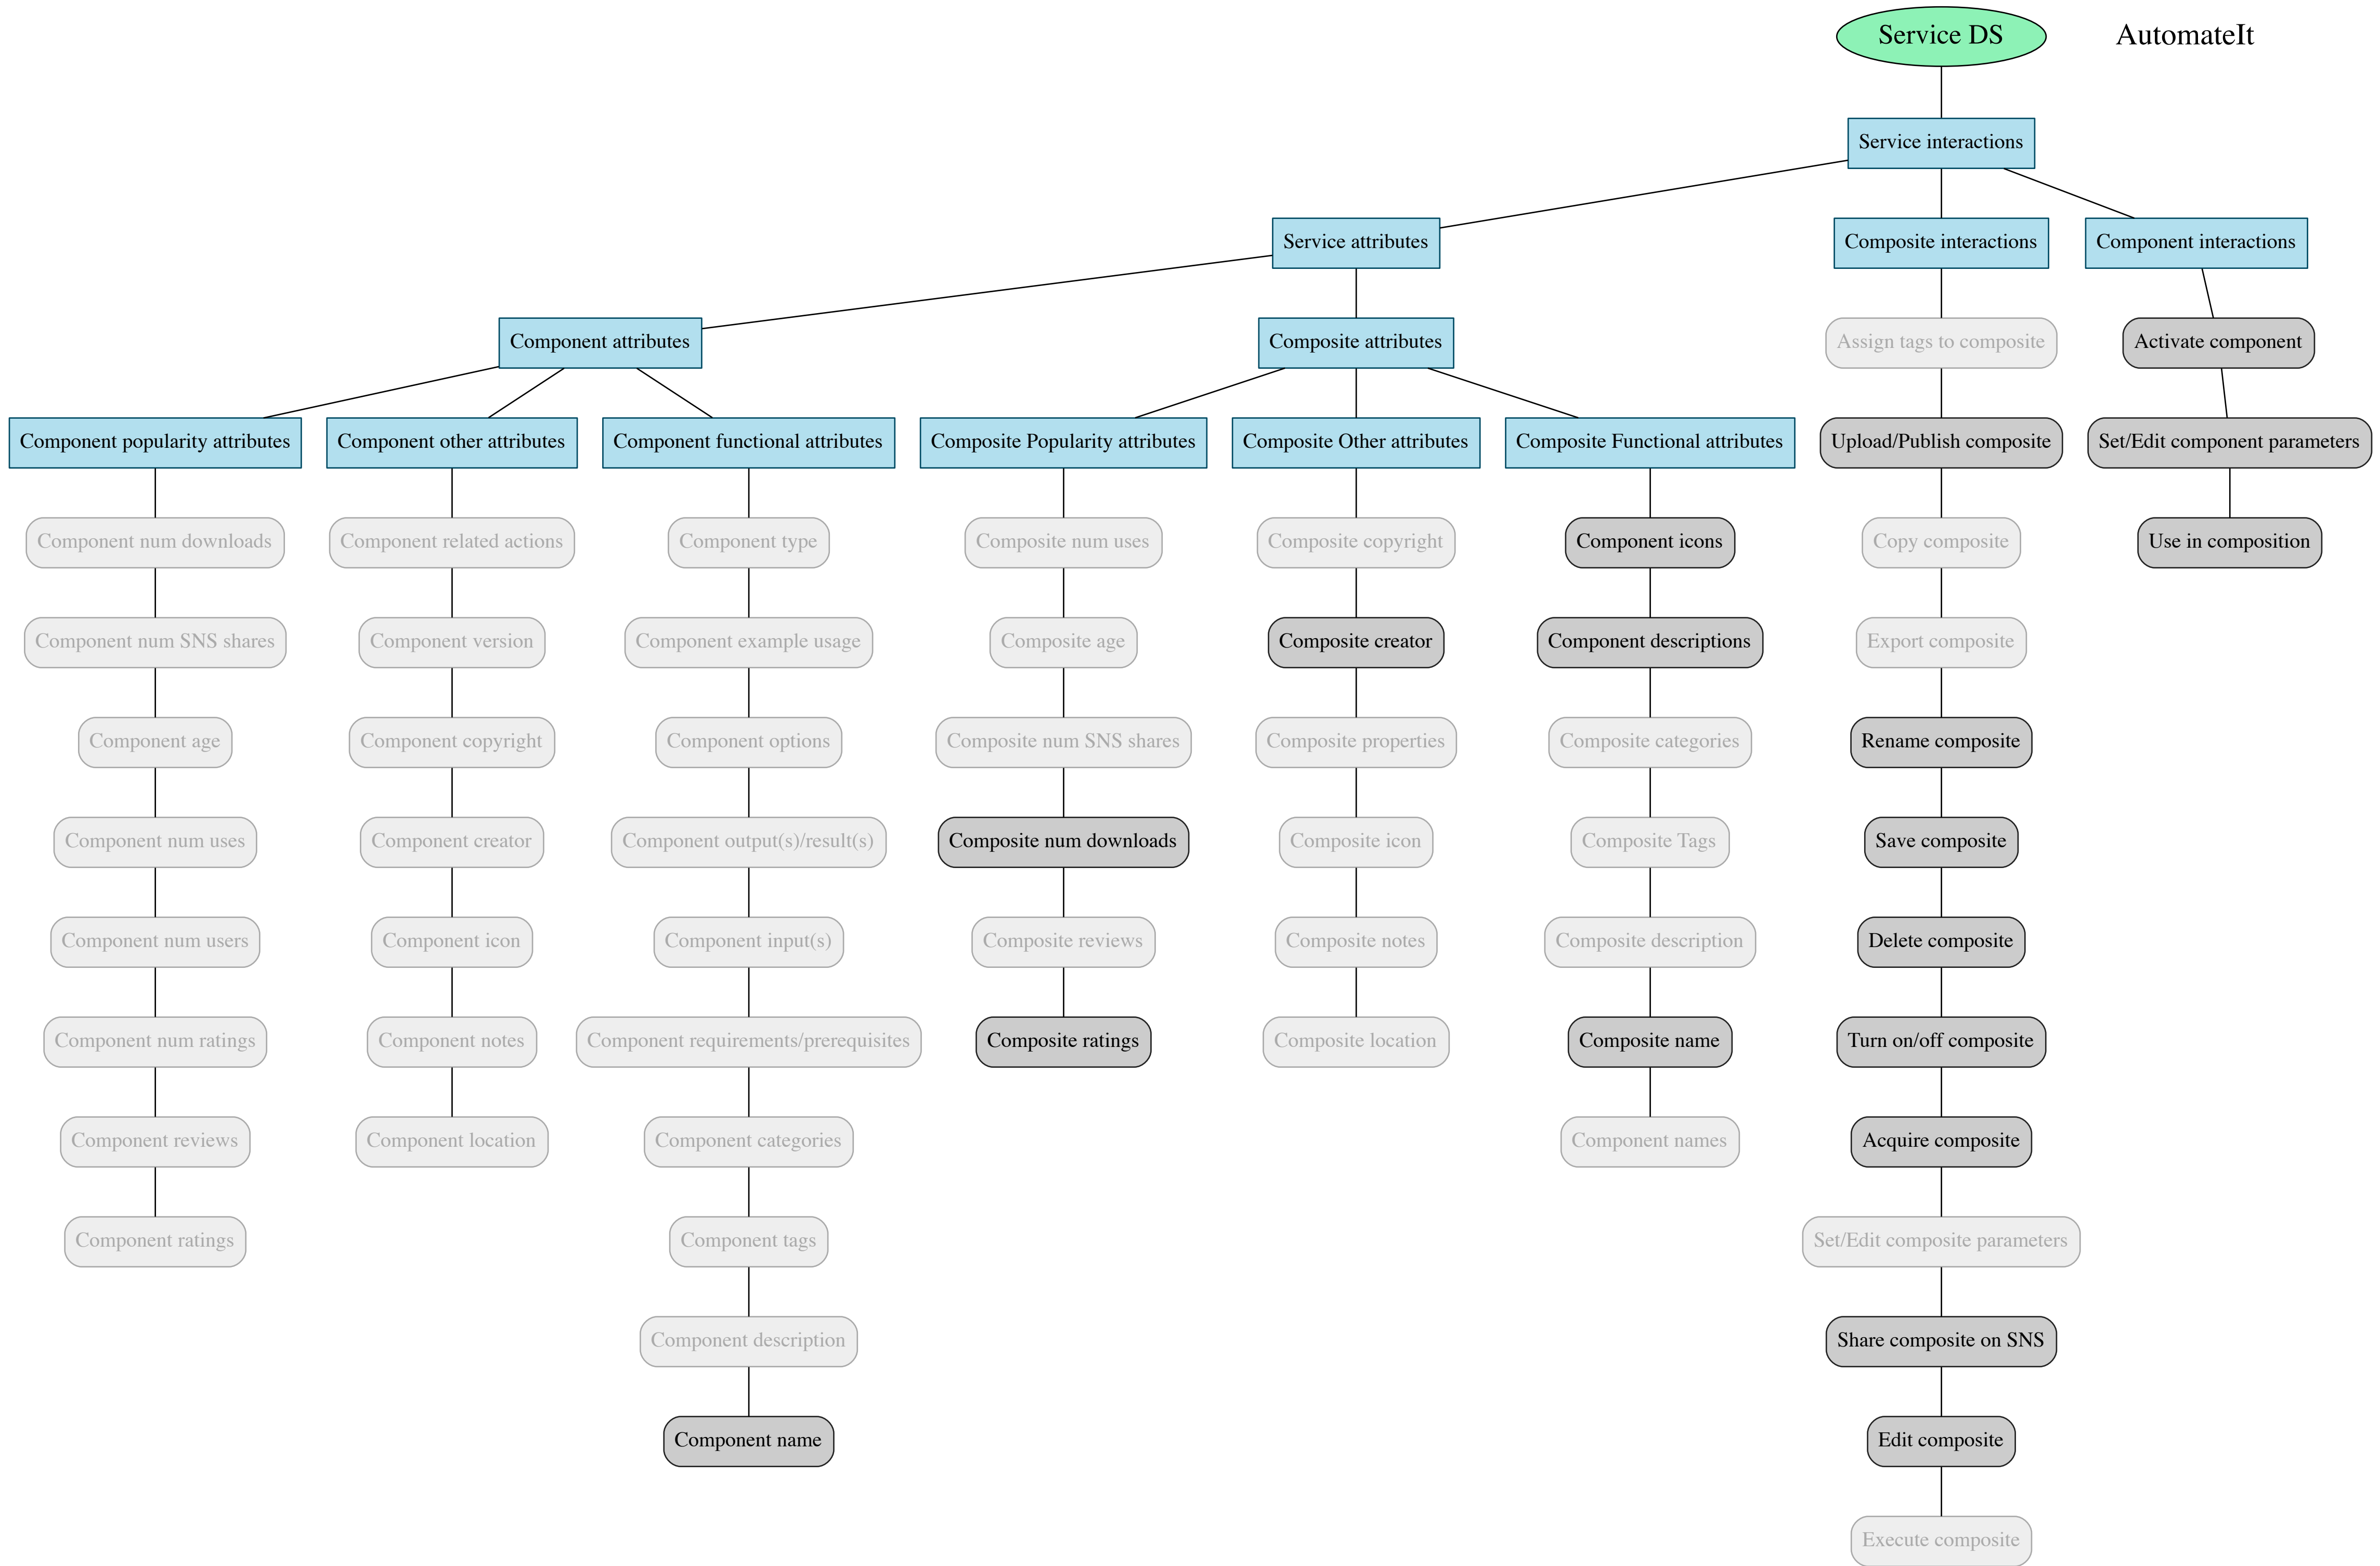 Service DS
AutomateIt
Service interactions
Service attributes
Composite interactions
Component interactions
Component attributes
Composite attributes
Assign tags to composite
Activate component
Component popularity attributes
Component other attributes
Component functional attributes
Composite Popularity attributes
Composite Other attributes
Composite Functional attributes
Upload/Publish composite
Set/Edit component parameters
Component num downloads
Component related actions
Component type
Composite num uses
Composite copyright
Component icons
Copy composite
Use in composition
Component num SNS shares
Component version
Component example usage
Composite age
Composite creator
Component descriptions
Export composite
Component age
Component copyright
Component options
Composite num SNS shares
Composite properties
Composite categories
Rename composite
Component num uses
Component creator
Component output(s)/result(s)
Composite num downloads
Composite icon
Composite Tags
Save composite
Component num users
Component icon
Component input(s)
Composite reviews
Composite notes
Composite description
Delete composite
Component num ratings
Component notes
Component requirements/prerequisites
Composite ratings
Composite location
Composite name
Turn on/off composite
Component reviews
Component location
Component categories
Component names
Acquire composite
Component ratings
Component tags
Set/Edit composite parameters
Component description
Share composite on SNS
Component name
Edit composite
Execute composite